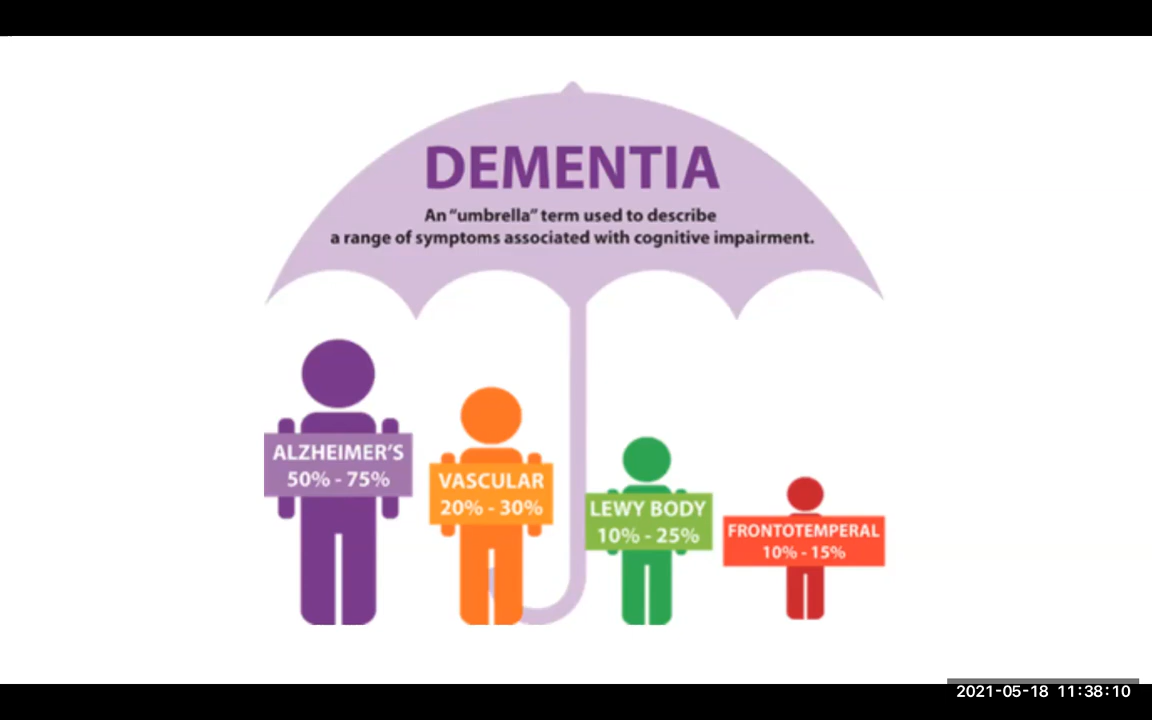 DEMENTIA
An “umbrella” term used to describe
a range of symptoms associated with cognitive impairment.
ALZHEIMER’S
50% - 75%
VASCULAR
20% - 30%
LEWY BODY
10% - 25%
FRONTOTEMPERAL
10% - 15%
2021-05-18 11:38:10